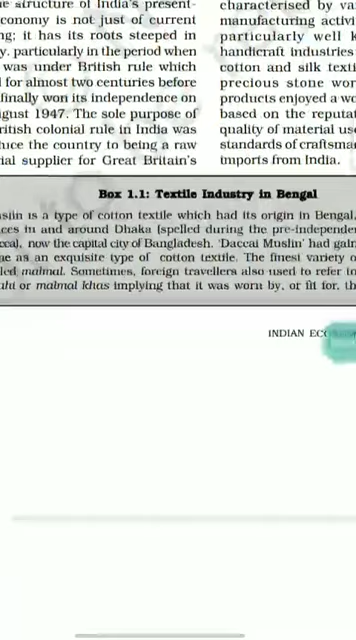 e structure of India's present-
conomy is not just of current
ng; it has its roots steeped in
y, particularly in the period when
was under British rule which
d for almost two centuries before
finally won its independence on
gust 1947. The sole purpose of
ritish colonial rule in India was
uce the country to being a raw
ial supplier for Great Britain's
characterised by va
manufacturing activi
particularly well k
handicraft industries
cotton and silk texti
precious stone wor
products enjoyed a wo
based on the reputat
quality of material use
standards of craftsma
imports from India.
Box 1.1: Textile Industry in Bengal
slin is a type of cotton textile which had its origin in Bengal,
ces in and around Dhaka (spelled during the pre-independe
cca), now the capital city of Bangladesh. 'Daccai Muslin' had gain
e as an exquisite type of cotton textile. The finest variety o
led malmal. Sometimes, foreign travellers also used to refer to
ahi or malmal khas implying that it was worn by, or fit for, th
INDIAN EC